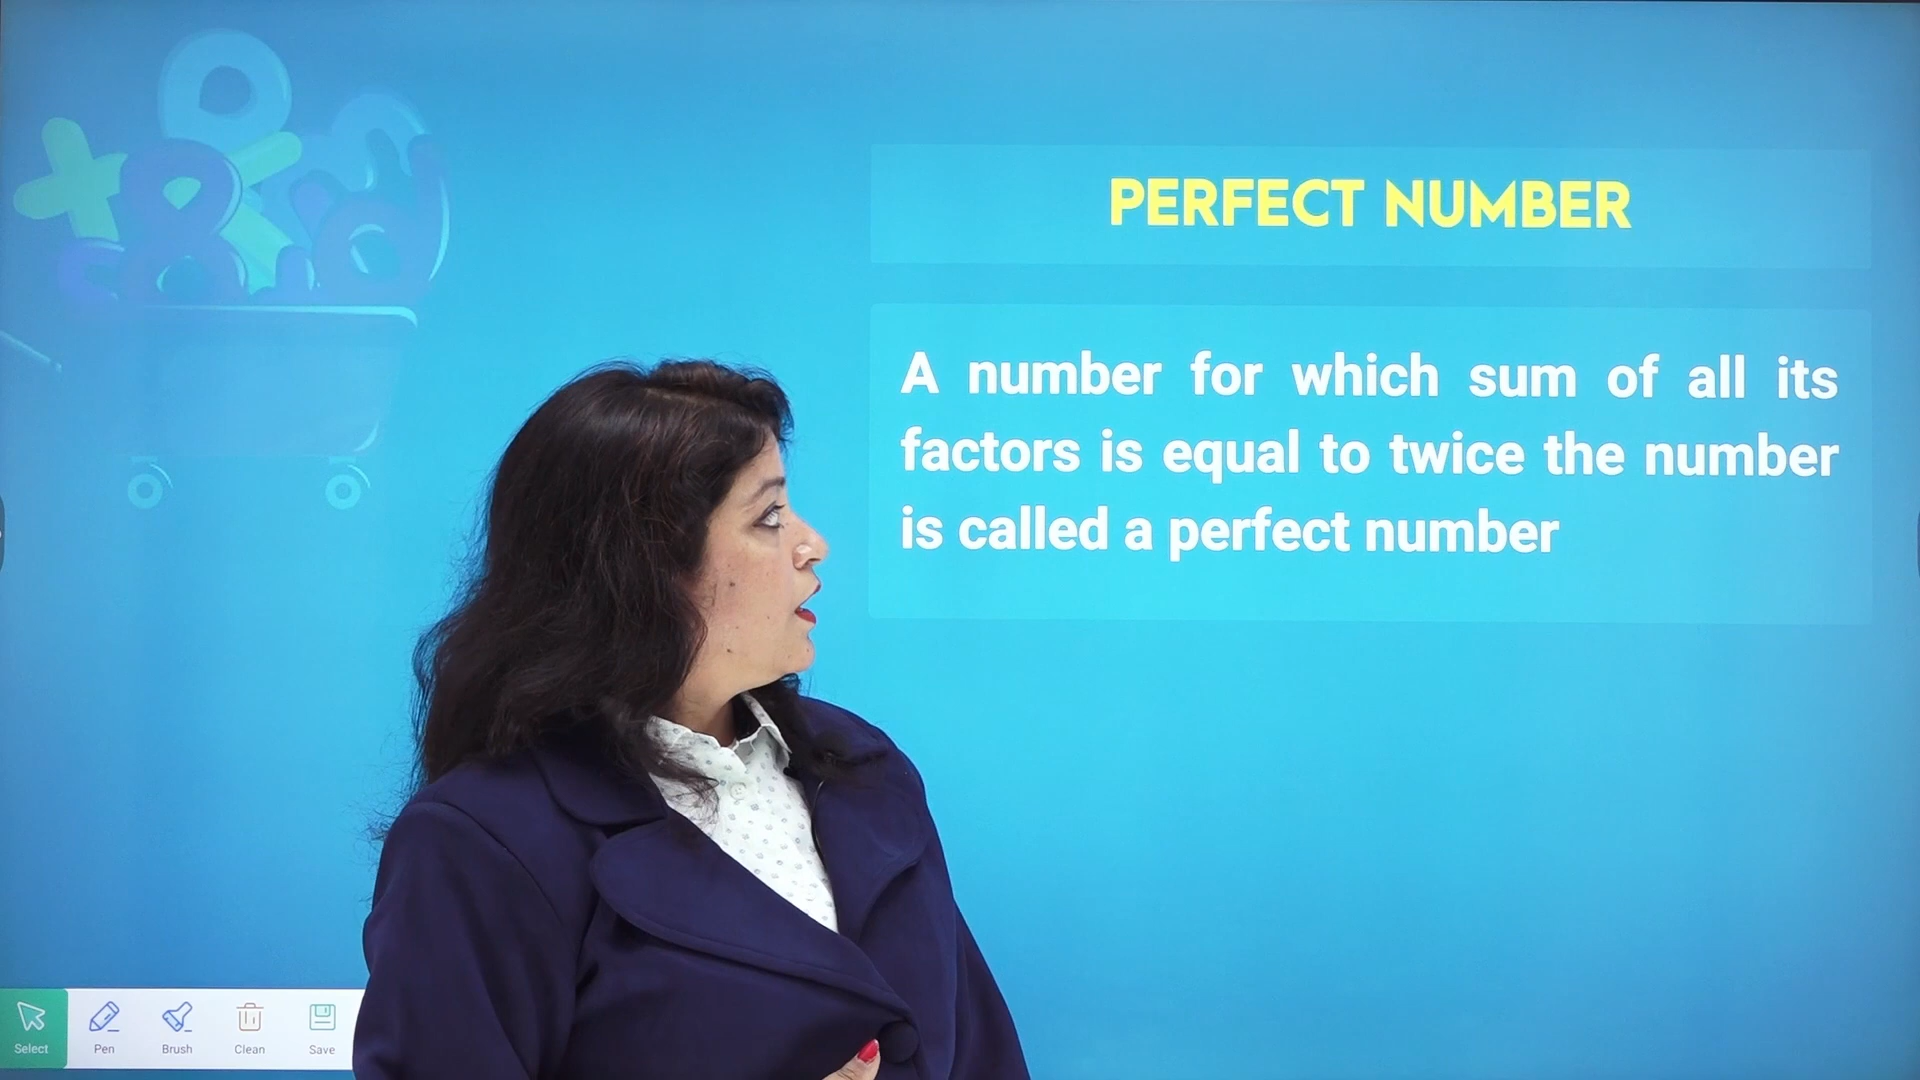 PERFECT NUMBER
A number for which sum of all its
factors is equal to twice the number
is called a perfect number
Select Pen Brush Clean Save